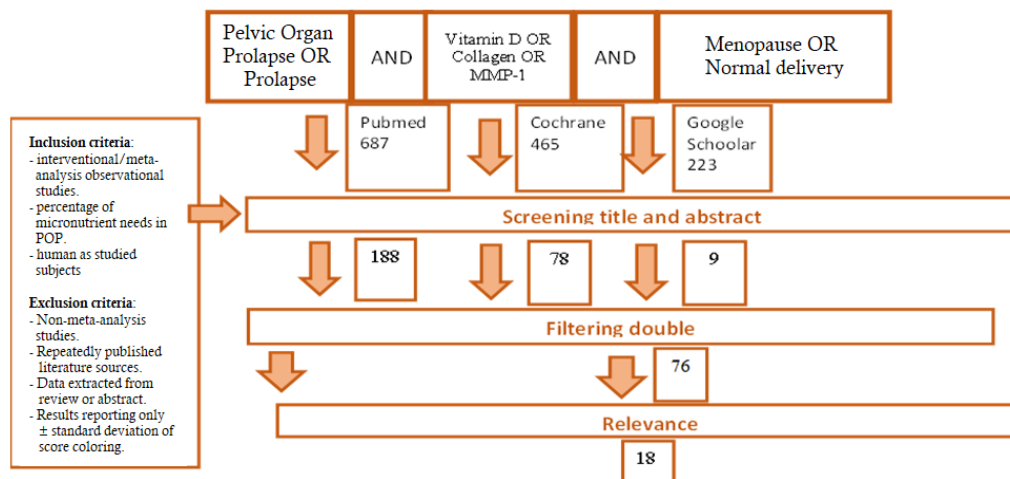 Pelvic Organ
Prolapse OR
Prolapse
AND
Vitamin D OR
Collagen OR
MMP-1
AND
Menopause OR
Normal delivery
Pubmed
687
Cochrane
465
Google
Schoolar
223
Inclusion criteria:
- interventional/meta-
analysis observational
studies.
- percentage of
micronutrient needs in
POP.
- human as studied
subjects
Exclusion criteria:
- Non-meta-analysis
studies.
- Repeatedly published
literature sources.
- Data extracted from
review or abstract.
- Results reporting only
± standard deviation of
score coloring.
Screening title and abstract
188
78
9
Filtering double
76
Relevance
18